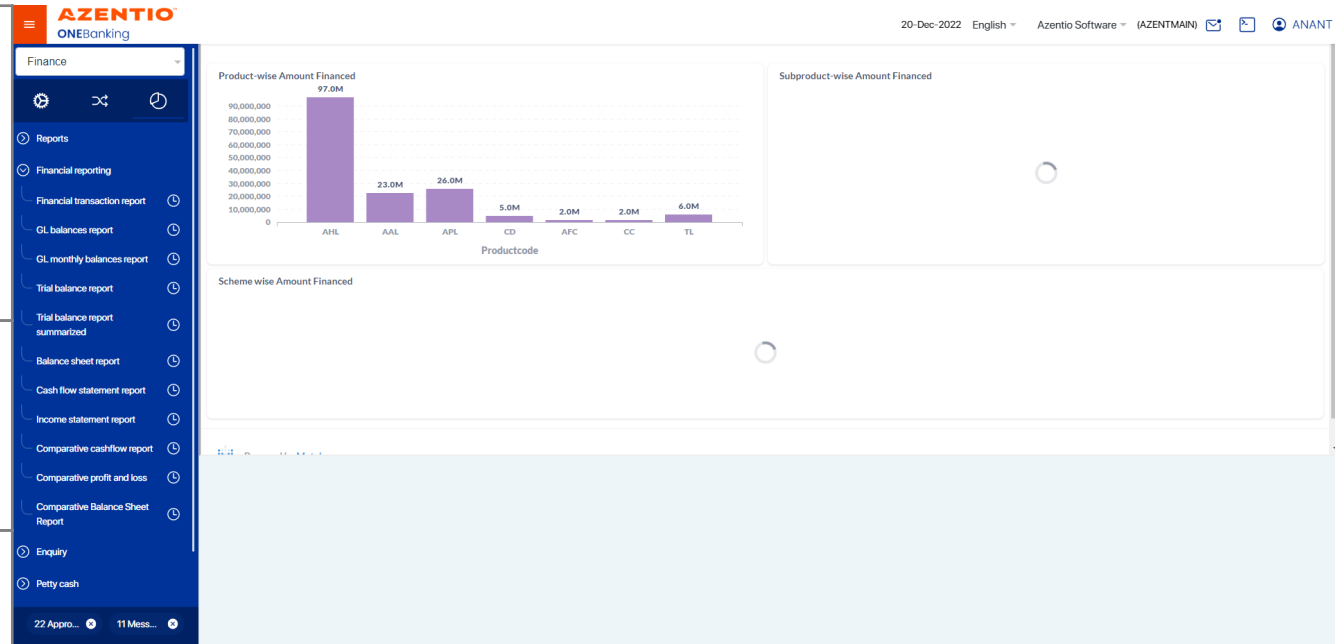 AZENTIO
ONEBanking
20-Dec-2022 English Azentio Software (AZENTMAIN) ANANT
Finance
Reports
Financial reporting
Financial transaction report
GL balances report
GL monthly balances report
Trial balance report
Trial balance report
summarized
Balance sheet report
Cash flow statement report
Income statement report
Comparative cashflow report
Comparative profit and loss
Comparative Balance Sheet
Report
Enquiry
Petty cash
22 Appro...
11 Mess...
Product-wise Amount Financed
97.0M
90,000,000
80,000,000
70,000,000
60,000,000
50,000,000
40,000,000
30,000,000
20,000,000
10,000,000
0
23.0M
26.0M
5.0M
2.0M
2.0M
6.0M
AHL AAL APL CD AFC CC TL
Productcode
Subproduct-wise Amount Financed
Scheme wise Amount Financed